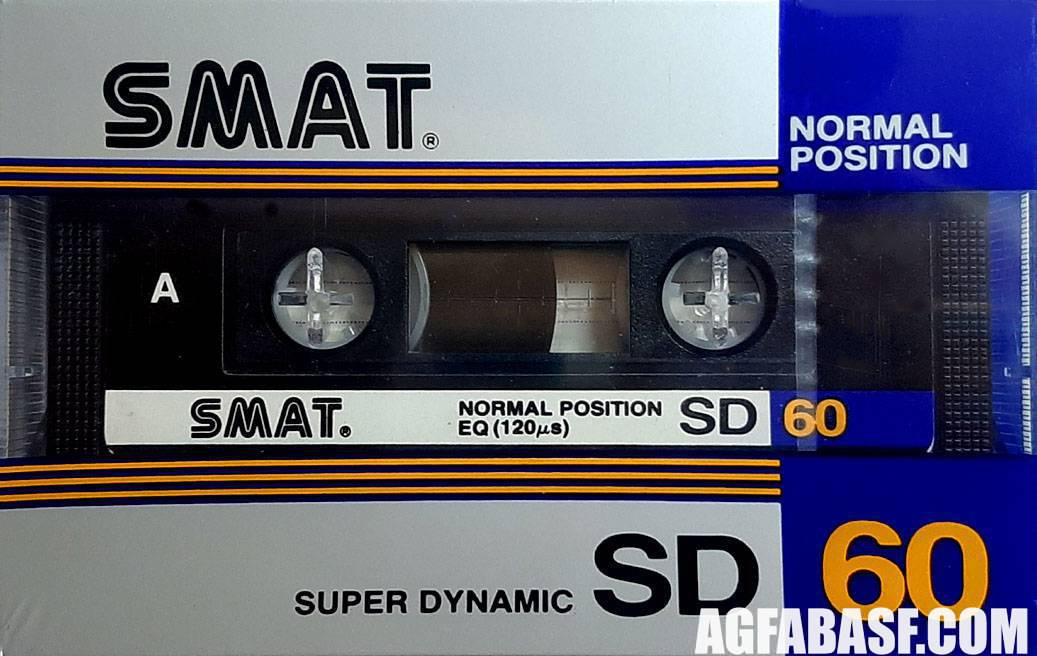 SMAT®
NORMAL
POSITION
A
SMAT®
NORMAL POSITION
EQ (120μs)
SD
60
SUPER DYNAMIC SD
60
AGFABASF.COM